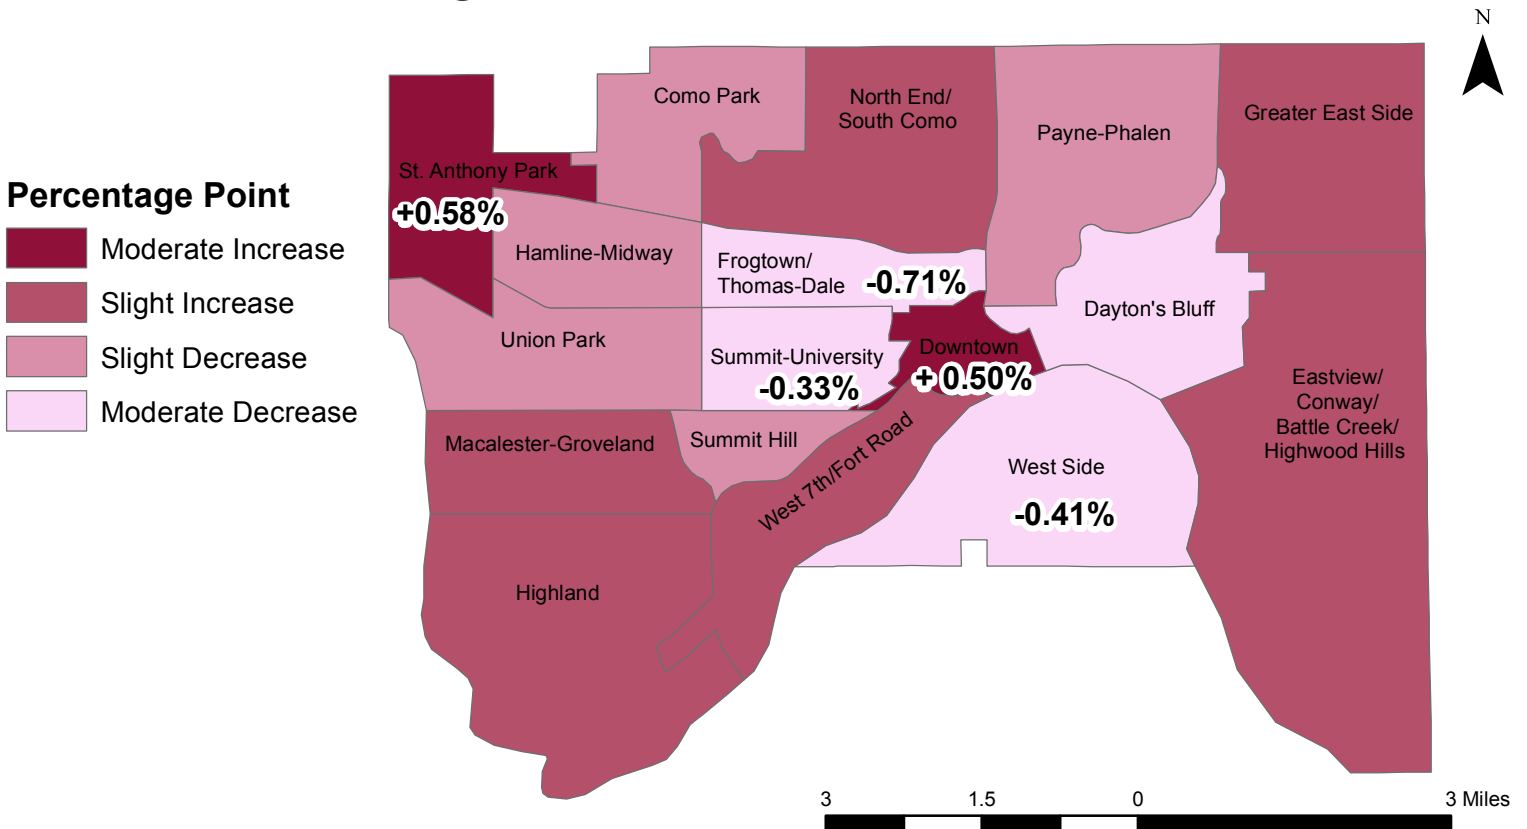 N
Como Park
North End/
South Como
Payne-Phalen
Greater East Side
St. Anthony Park
+0.58%
Percentage Point
Moderate Increase
Slight Increase
Slight Decrease
Moderate Decrease
Hamline-Midway
Frogtown/
Thomas-Dale
-0.71%
Dayton's Bluff
Union Park
Summit-University
-0.33%
Downtown
+ 0.50%
Eastview/
Conway/
Battle Creek/
Highwood Hills
Macalester-Groveland
Summit Hill
West 7th/Fort Road
West Side
-0.41%
Highland
3 1.5 0 3 Miles